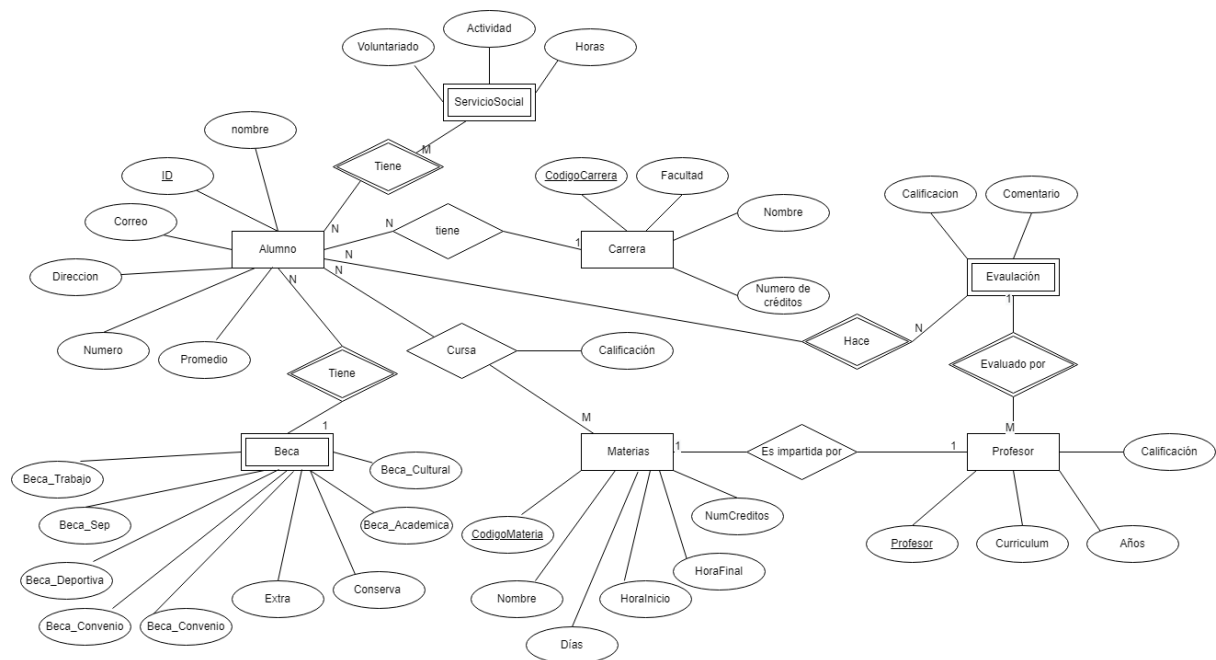 Actividad
Voluntariado
Horas
ServicioSocial
nombre
M
Tiene
ID
CodigoCarrera
Facultad
Calificacion
Comentario
Correo
N
N
tiene
1
Nombre
Alumno
Carrera
N
N
Direccion
N
Evaulación
1
Numero de
créditos
N
Numero
Promedio
Cursa
Calificación
Hace
Tiene
Evaluado por
M
M
1
Beca
Beca_Cultural
Materias
1
Es impartida por
1
Profesor
Calificación
Beca_Trabajo
Beca_Sep
Beca_Academica
NumCreditos
CodigoMateria
Profesor
Curriculum
Años
Beca_Deportiva
Extra
Conserva
HoraFinal
Nombre
HoraInicio
Beca_Convenio
Beca_Convenio
Días